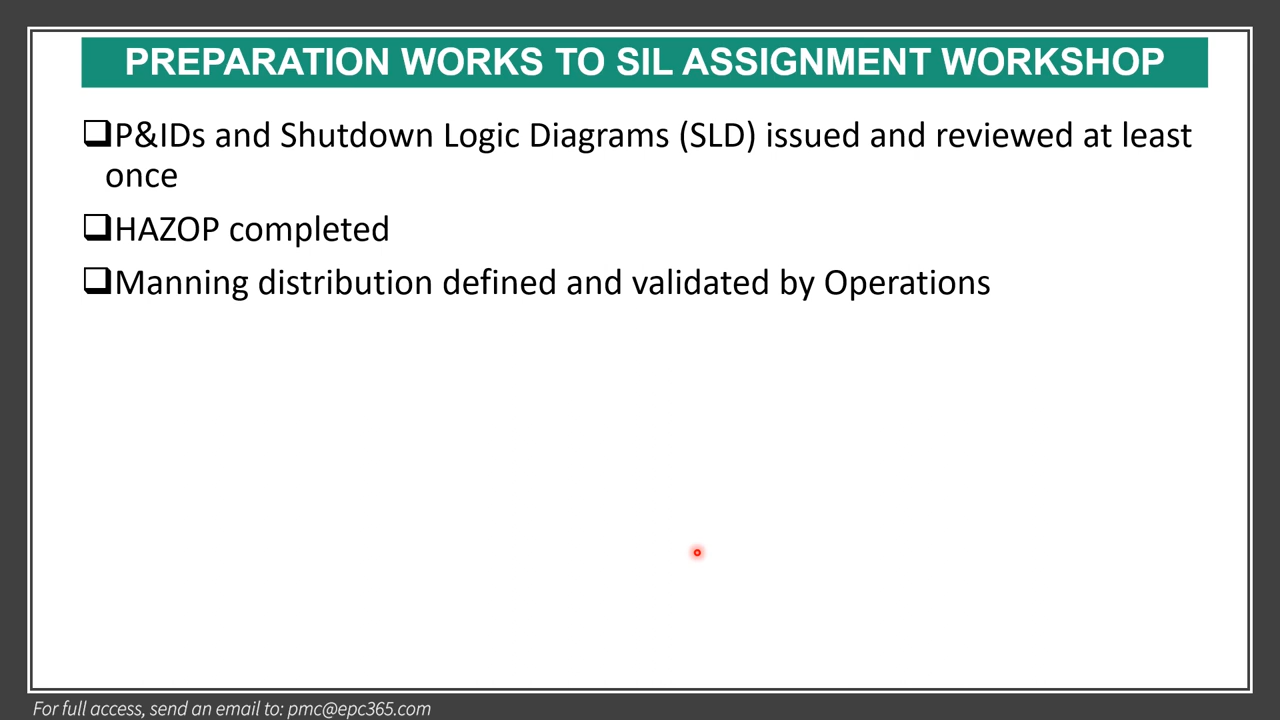 PREPARATION WORKS TO SIL ASSIGNMENT WORKSHOP
P&IDs and Shutdown Logic Diagrams (SLD) issued and reviewed at least
once
HAZOP completed
Manning distribution defined and validated by Operations
For full access, send an email to: pmc@epc365.com